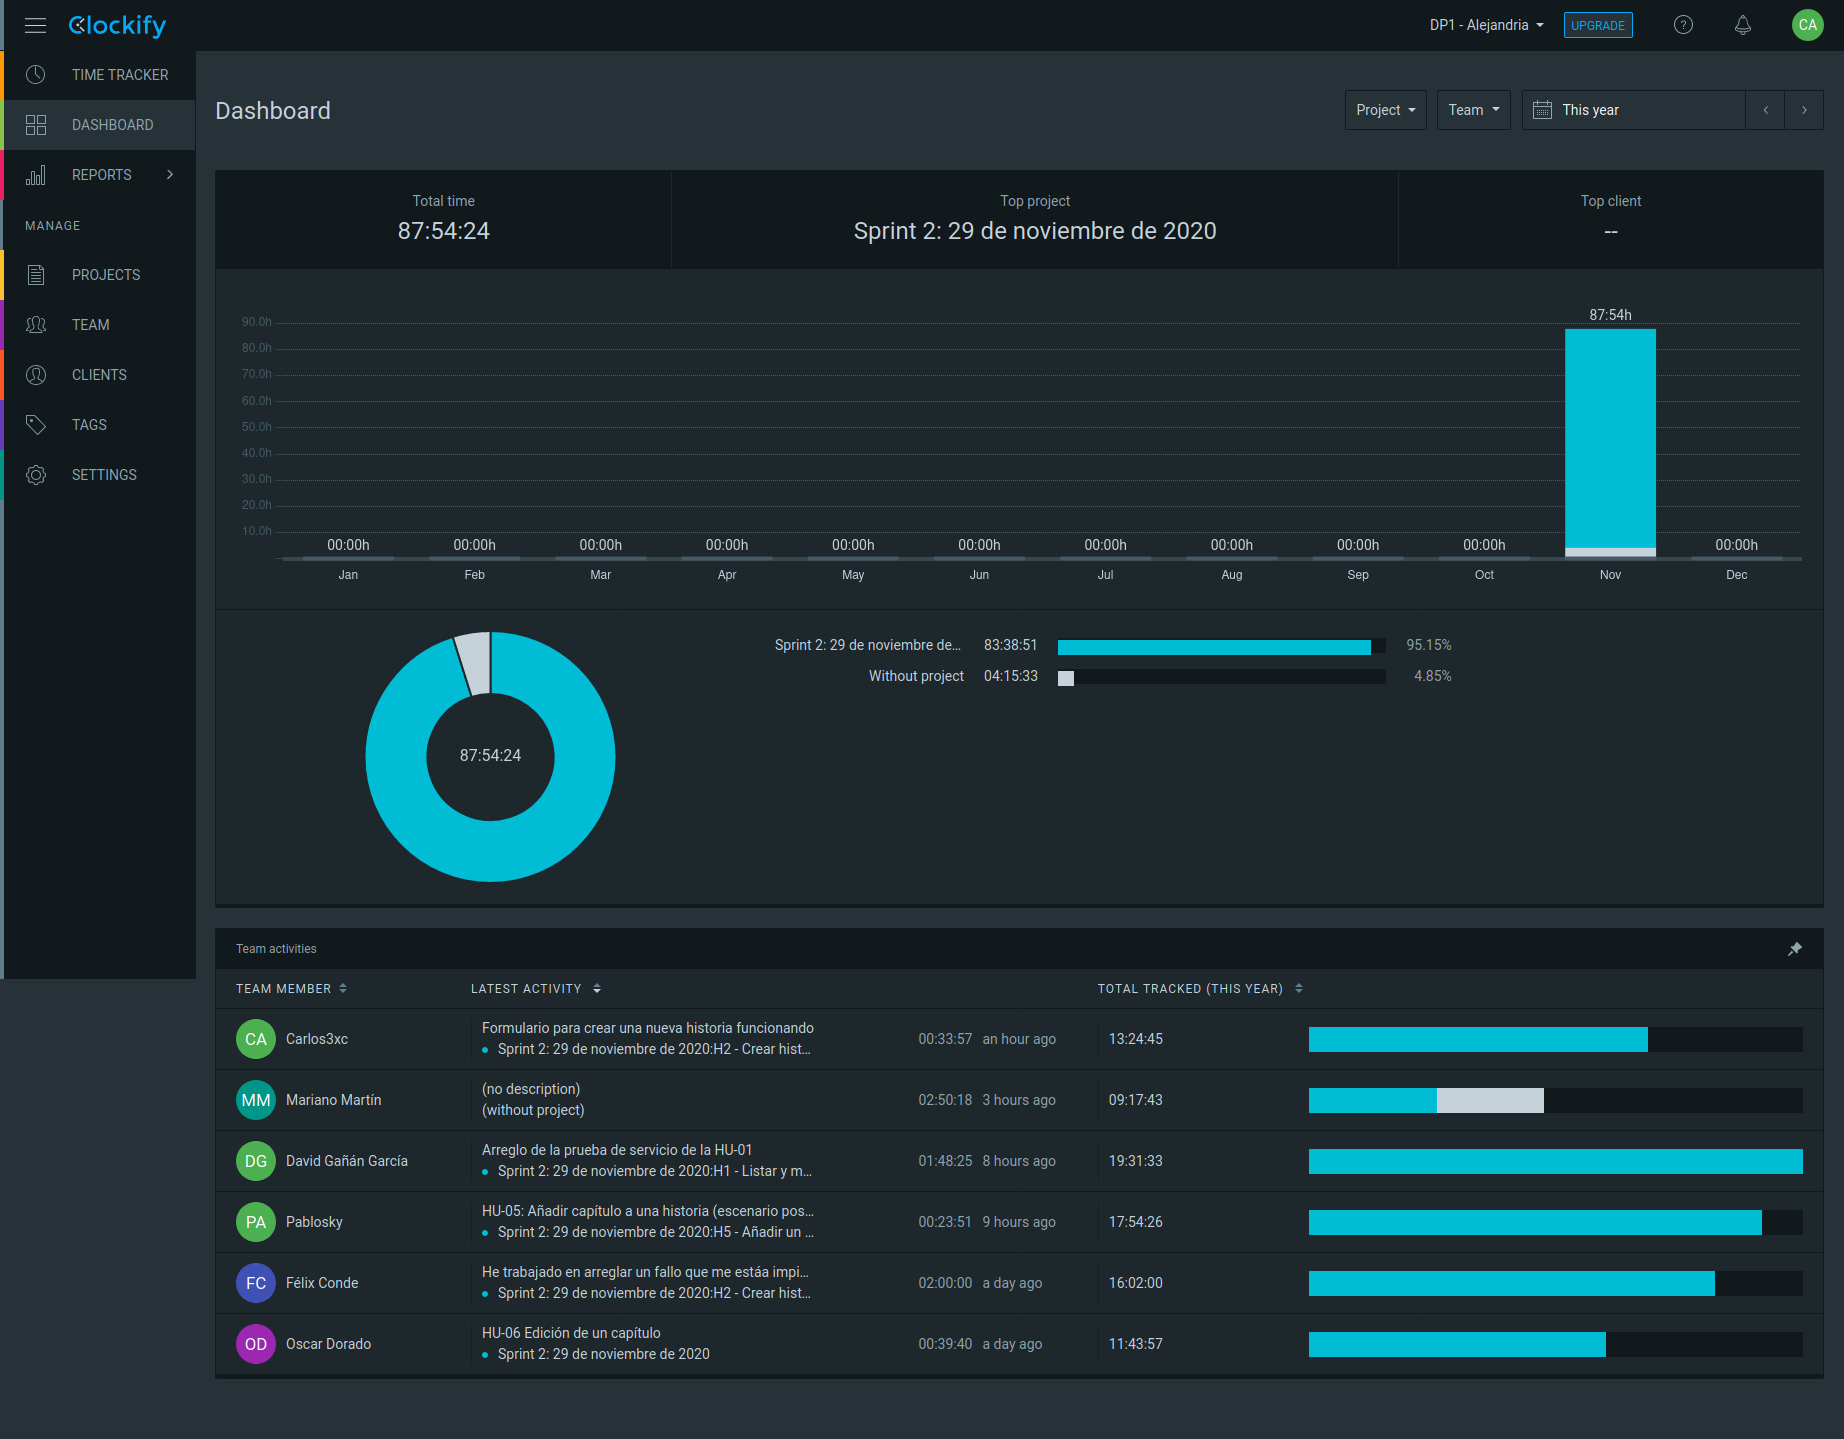 Clockify
DP1 - Alejandria
UPGRADE
?
CA
TIME TRACKER
DASHBOARD
REPORTS
MANAGE
PROJECTS
TEAM
CLIENTS
TAGS
SETTINGS
Dashboard
Project
Team
This year
Total time
87:54:24
Top project
Sprint 2: 29 de noviembre de 2020
Top client
--
87:54h
90.0h
80.0h
70.0h
60.0h
50.0h
40.0h
30.0h
20.0h
10.0h
00:00h 00:00h 00:00h 00:00h 00:00h 00:00h 00:00h 00:00h 00:00h 00:00h 00:00h
Jan Feb Mar Apr May Jun Jul Aug Sep Oct Nov Dec
87:54:24
Sprint 2: 29 de noviembre de... 83:38:51 95.15%
Without project 04:15:33 4.85%
Team activities
TEAM MEMBER LATEST ACTIVITY TOTAL TRACKED (THIS YEAR)
CA Carlos3xc
Formulario para crear una nueva historia funcionando
Sprint 2: 29 de noviembre de 2020:H2 - Crear hist...
00:33:57 an hour ago 13:24:45
MM Mariano Martín
(no description)
(without project)
02:50:18 3 hours ago 09:17:43
DG David Gañán García
Arreglo de la prueba de servicio de la HU-01
Sprint 2: 29 de noviembre de 2020:H1 - Listar y m...
01:48:25 8 hours ago 19:31:33
PA Pablosky
HU-05: Añadir capítulo a una historia (escenario pos...
Sprint 2: 29 de noviembre de 2020:H5 - Añadir un ...
00:23:51 9 hours ago 17:54:26
FC Félix Conde
He trabajado en arreglar un fallo que me estáa impi...
Sprint 2: 29 de noviembre de 2020:H2 - Crear hist...
02:00:00 a day ago 16:02:00
OD Oscar Dorado
HU-06 Edición de un capítulo
Sprint 2: 29 de noviembre de 2020
00:39:40 a day ago 11:43:57